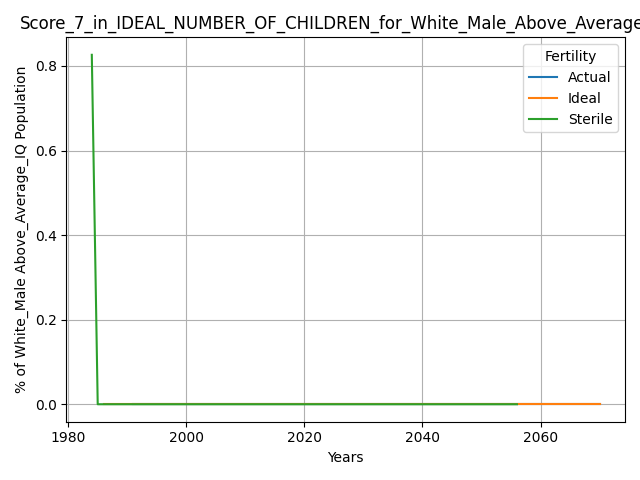 Score_7_in_IDEAL_NUMBER_OF_CHILDREN_for_White_Male_Above_Average
Fertility
Actual
Ideal
Sterile
% of White_Male Above_Average_IQ Population
0.8
0.6
0.4
0.2
0.0
1980 2000 2020 2040 2060
Years